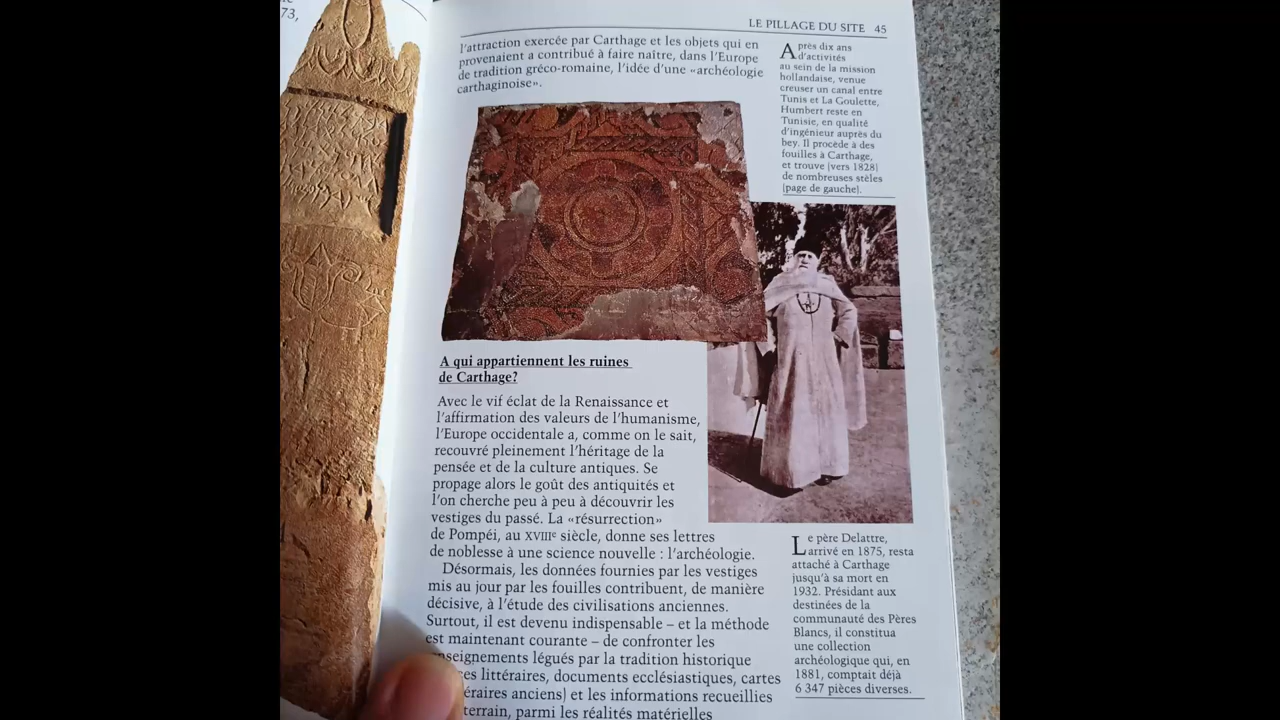 73,
LE PILLAGE DU SITE 45
l'attraction exercée par Carthage et les objets qui en
provenaient a contribué à faire naître, dans l'Europe
de tradition gréco-romaine, l'idée d'une «archéologie
carthaginoise».
Après dix ans
d'activités
au sein de la mission
hollandaise, venue
creuser un canal entre
Tunis et La Goulette,
Humbert reste en
Tunisie, en qualité
d'ingénieur auprès du
bey. Il procède à des
fouilles à Carthage,
et trouve (vers 1828)
de nombreuses stèles
(page de gauche).
A qui appartiennent les ruines
de Carthage?
Avec le vif éclat de la Renaissance et
l'affirmation des valeurs de l'humanisme,
l'Europe occidentale a, comme on le sait,
recouvré pleinement l'héritage de la
pensée et de la culture antiques. Se
propage alors le goût des antiquités et
l'on cherche peu à peu à découvrir les
vestiges du passé. La «résurrection»
de Pompéi, au XVIIIe siècle, donne ses lettres
de noblesse à une science nouvelle : l'archéologie.
Désormais, les données fournies par les vestiges
mis au jour par les fouilles contribuent, de manière
décisive, à l'étude des civilisations anciennes.
Surtout, il est devenu indispensable – et la méthode
est maintenant courante – de confronter les
enseignements légués par la tradition historique
littéraires, documents ecclésiastiques, cartes
anciens) et les informations recueillies
terrain, parmi les réalités matérielles
Le père Delattre,
arrivé en 1875, resta
attaché à Carthage
jusqu'à sa mort en
1932. Présidant aux
destinées de la
communauté des Pères
Blancs, il constitua
une collection
archéologique qui, en
1881, comptait déjà
6 347 pièces diverses.